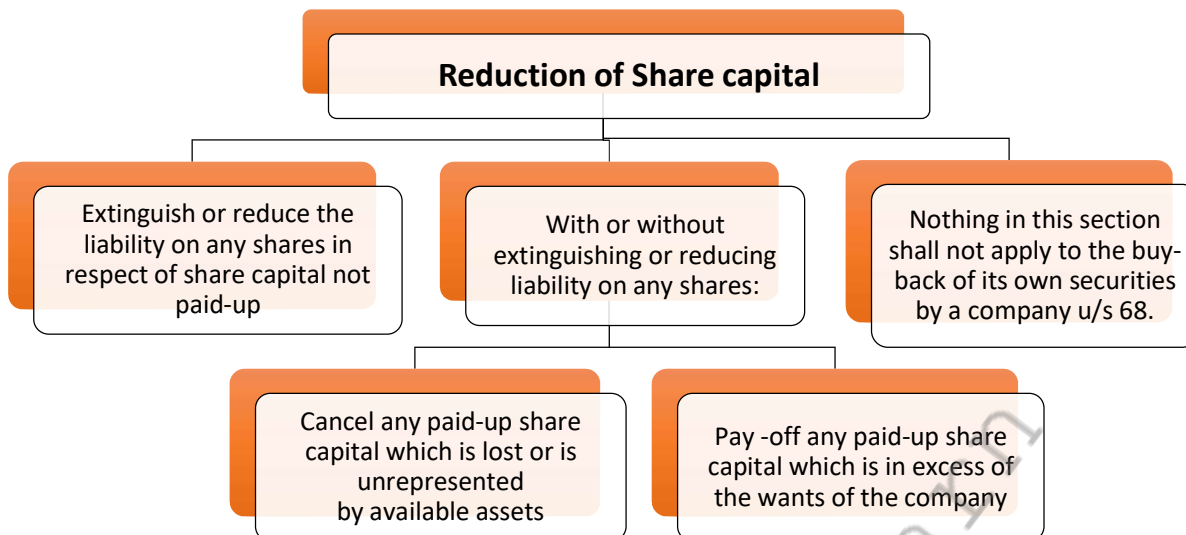 Reduction of Share capital
Extinguish or reduce the
liability on any shares in
respect of share capital not
paid-up
With or without
extinguishing or reducing
liability on any shares:
Nothing in this section
shall not apply to the buy-
back of its own securities
by a company u/s 68.
Cancel any paid-up share
capital which is lost or is
unrepresented
by available assets
Pay -off any paid-up share
capital which is in excess of
the wants of the company